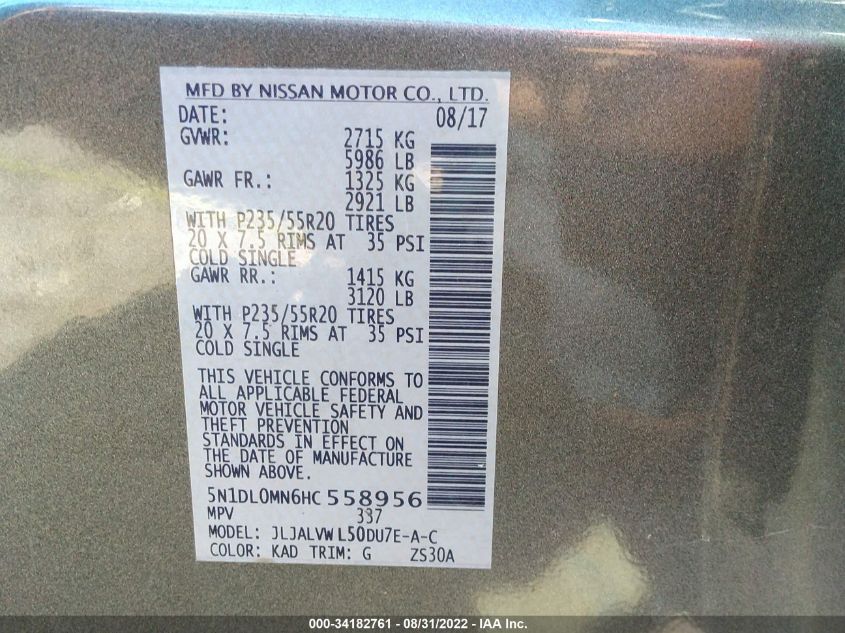 MFD BY NISSAN MOTOR CO., LTD.
DATE: 08/17
GVWR: 2715 KG
5986 LB
GAWR FR.: 1325 KG
2921 LB
WITH P235/55R20 TIRES
20 X 7.5 RIMS AT 35 PSI
COLD SINGLE
GAWR RR.: 1415 KG
3120 LB
WITH P235/55R20 TIRES
20 X 7.5 RIMS AT 35 PSI
COLD SINGLE
THIS VEHICLE CONFORMS TO
ALL APPLICABLE FEDERAL
MOTOR VEHICLE SAFETY AND
THEFT PREVENTION
STANDARDS IN EFFECT ON
THE DATE OF MANUFACTURE
SHOWN ABOVE.
5N1DL0MN6HC 558956
MPV 337
MODEL: JLJALVW L50DU7E-A-C
COLOR: KAD TRIM: G ZS30A
000-34182761 - 08/31/2022 - IAA Inc.